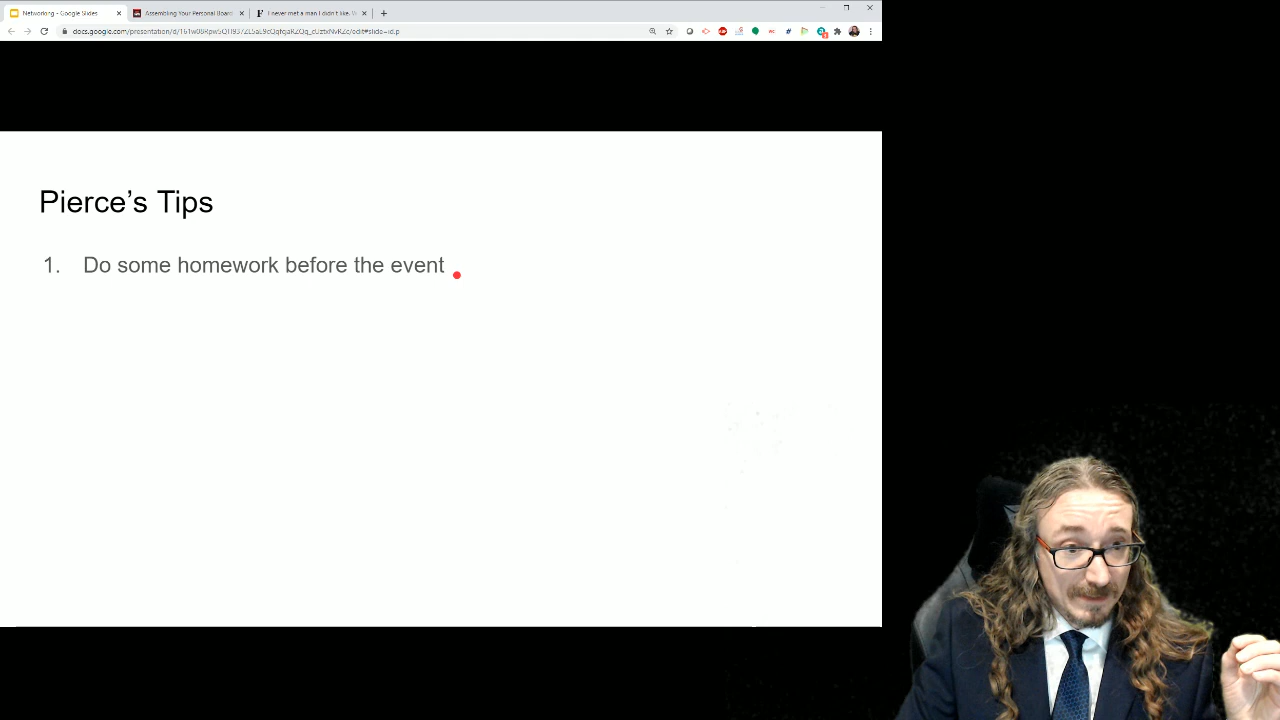 Networking - Google Slides
Assembling Your Personal Board
I never met a man I didn't like. W
Pierce's Tips
1. Do some homework before the event